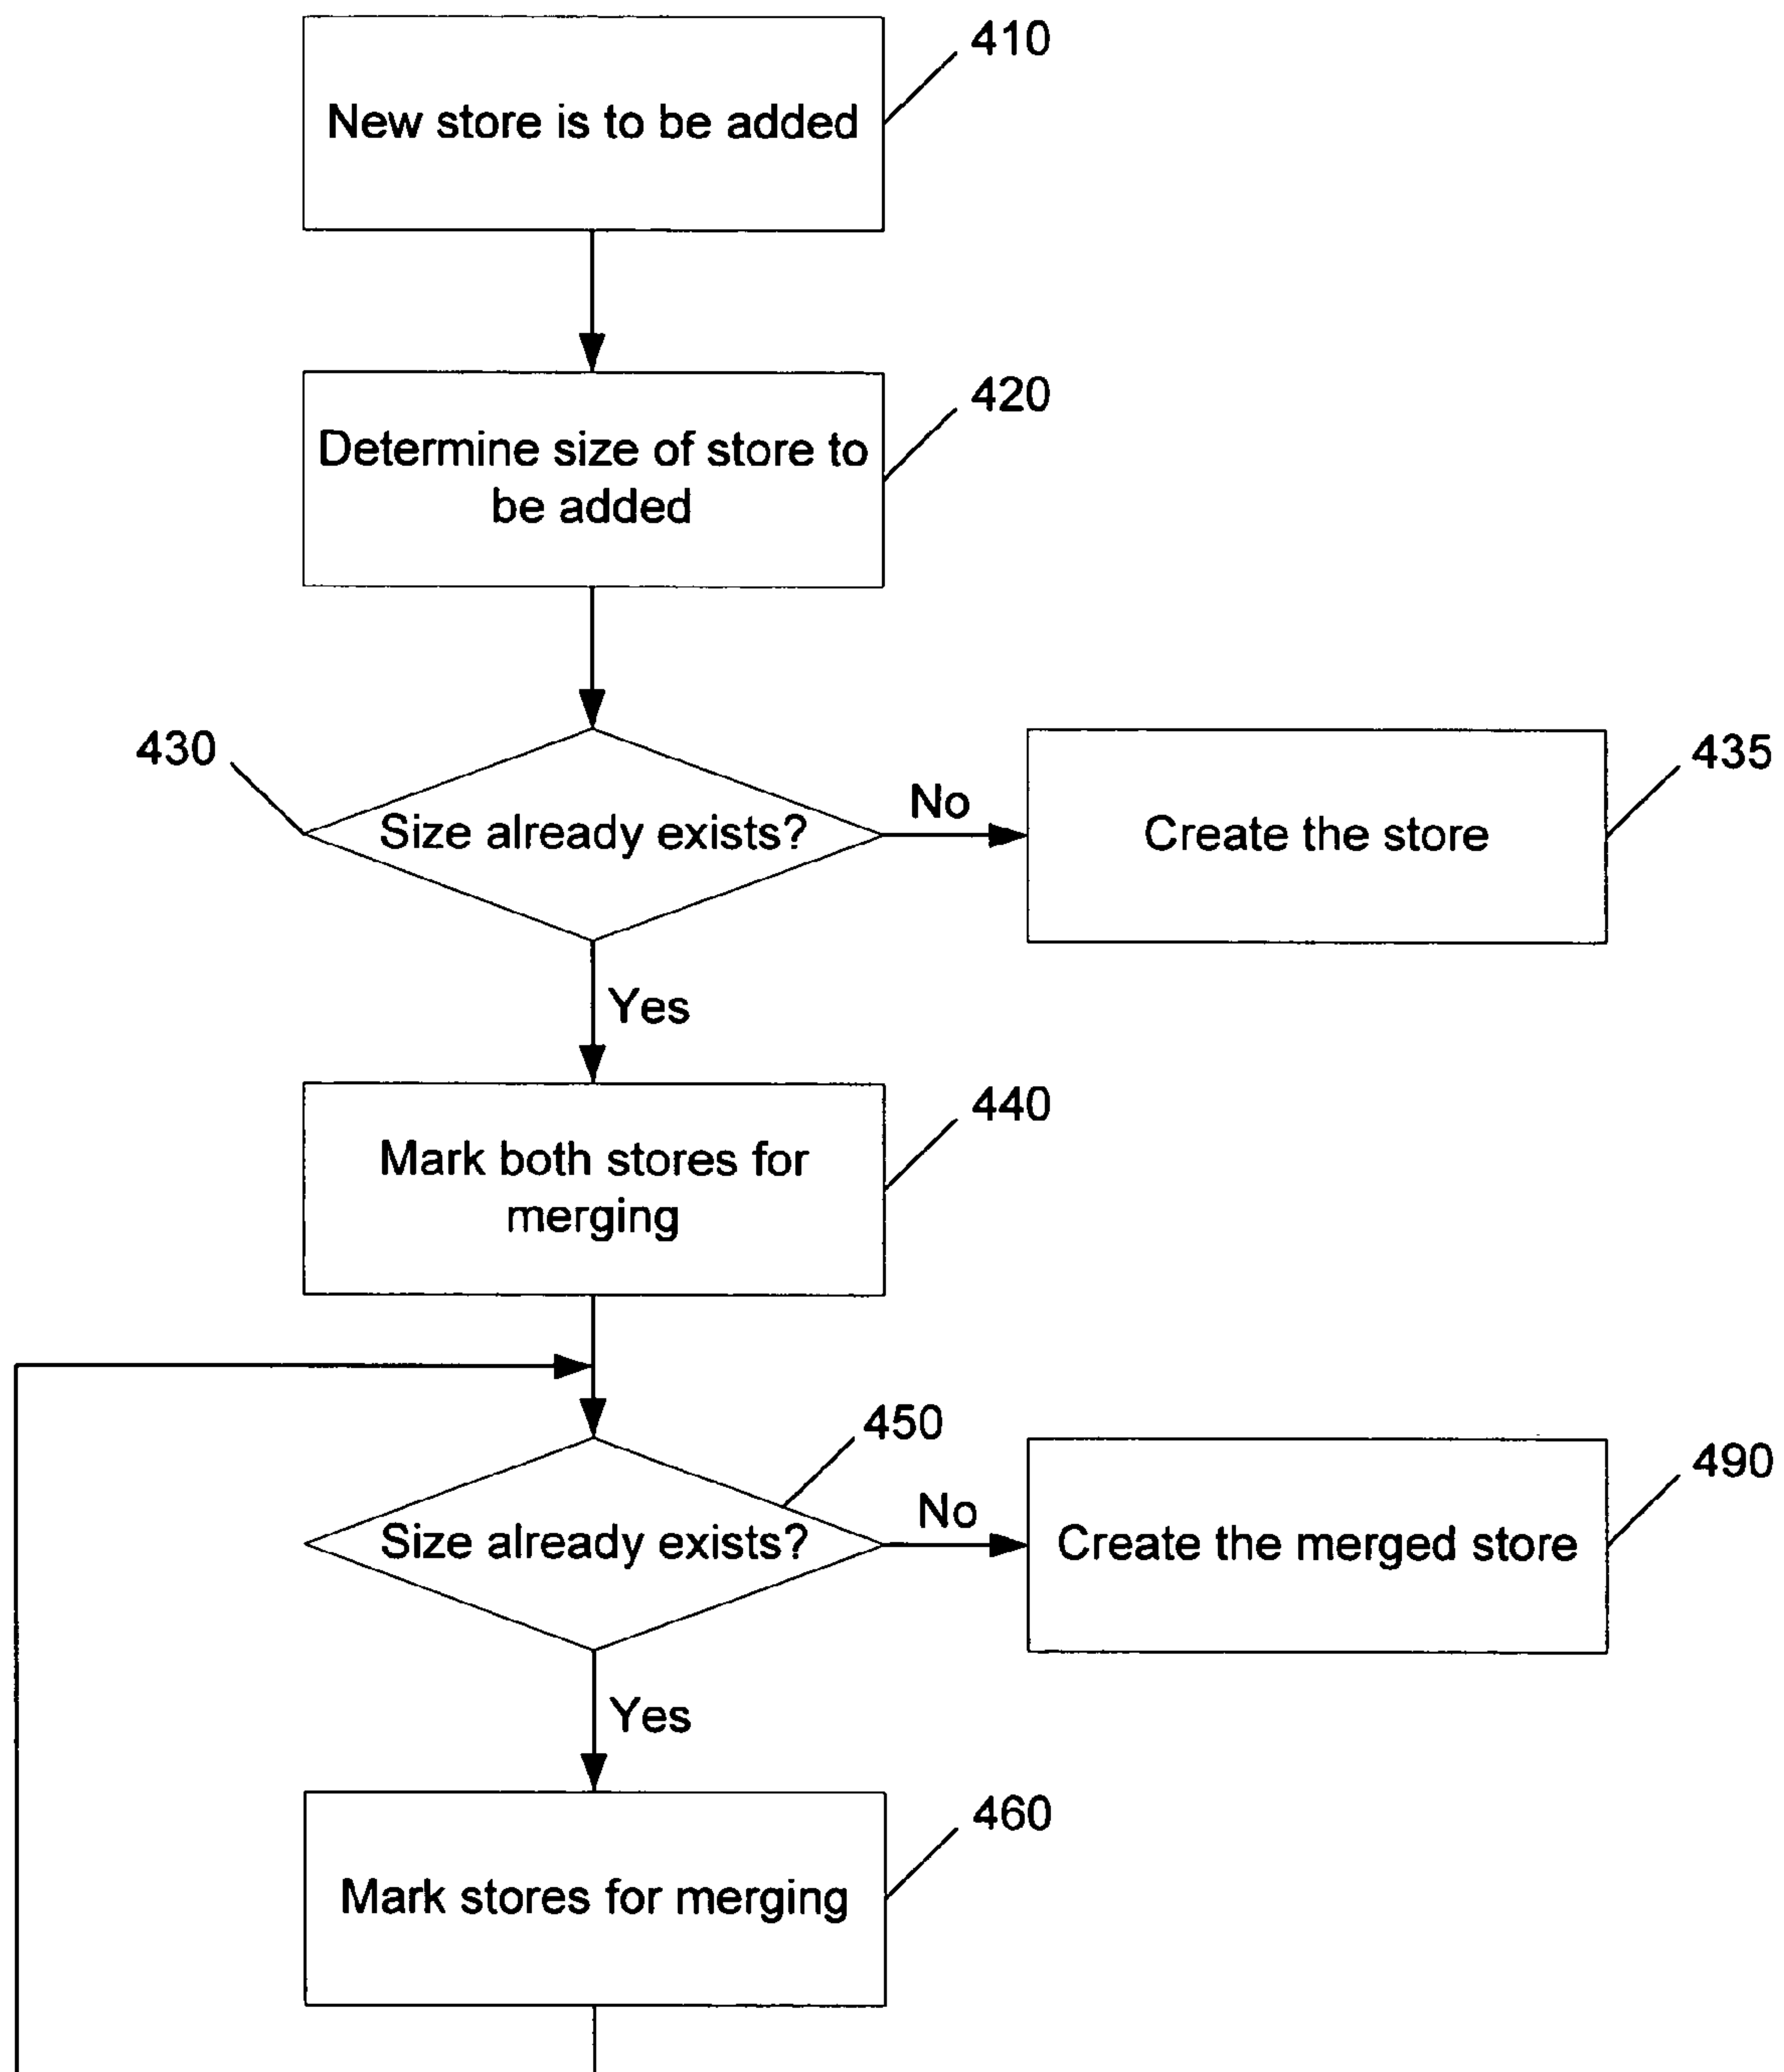 410
New store is to be added
420
Determine size of store to
be added
430
Size already exists?
No
435
Create the store
Yes
440
Mark both stores for
merging
450
Size already exists?
No
490
Create the merged store
Yes
460
Mark stores for merging